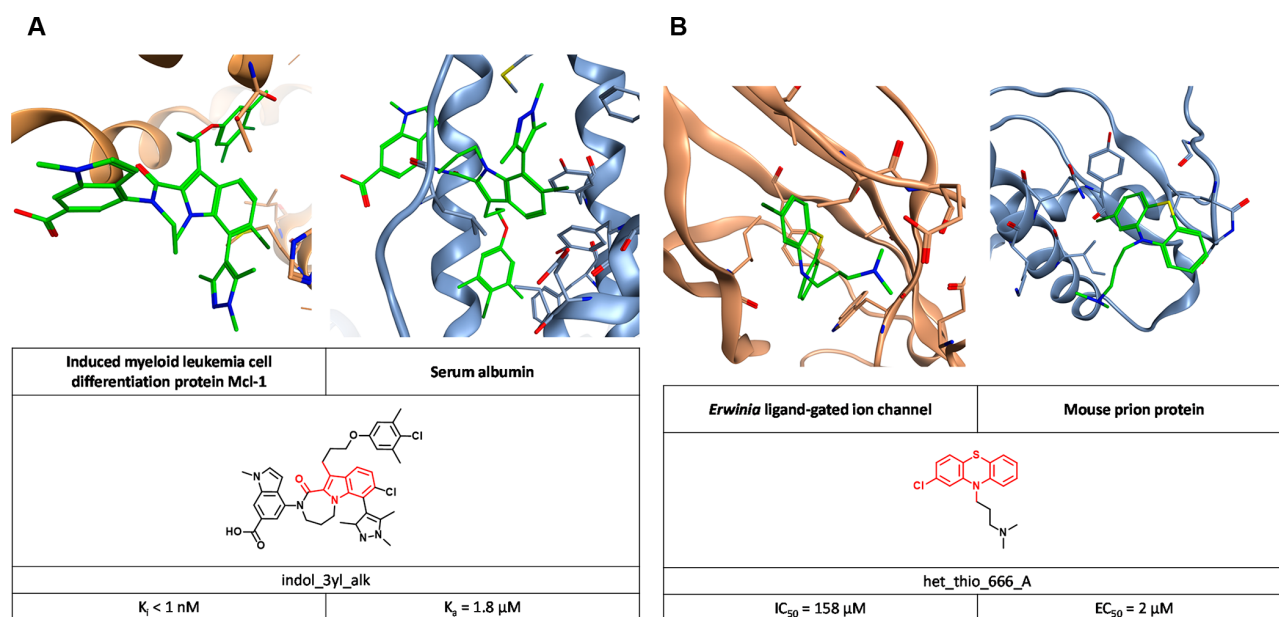 A
B
Induced myeloid leukemia cell
differentiation protein Mcl-1
Serum albumin
Erwinia ligand-gated ion channel
Mouse prion protein
O
Cl
N
O
N
N
Cl
HO
O
N
N
S
Cl
N
N
indol_3yl_alk
het_thio_666_A
Ki < 1 nM
Ka = 1.8 µM
IC50 = 158 µM
EC50 = 2 µM